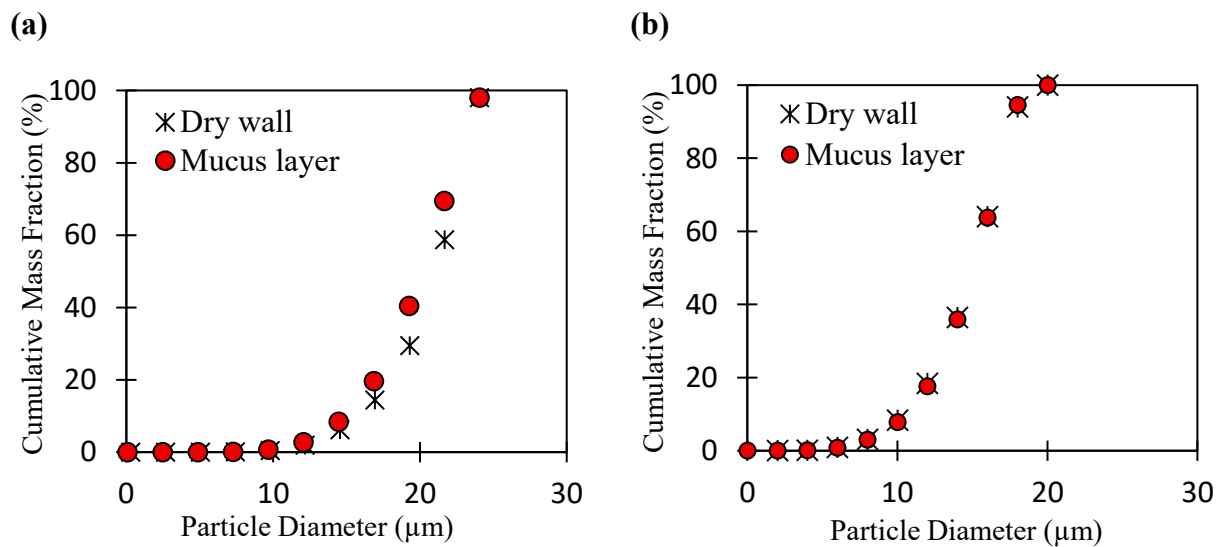 (a)
Cumulative Mass Fraction (%)
100
80
60
40
20
0
Dry wall
Mucus layer
0 10 20 30
Particle Diameter (µm)
(b)
Cumulative Mass Fraction (%)
100
80
60
40
20
0
Dry wall
Mucus layer
0 10 20 30
Particle Diameter (µm)